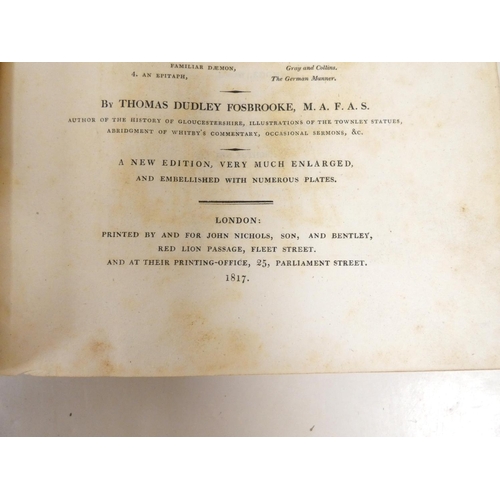 FAMILIAR DÆMON, Gray and Collins.
4. AN EPITAPH, The German Manner.
BY THOMAS DUDLEY FOSBROOKE, M. A. F. A. S.
AUTHOR OF THE HISTORY OF GLOUCESTERSHIRE, ILLUSTRATIONS OF THE TOWNLEY STATUES,
ABRIDGMENT OF WHITBY'S COMMENTARY, OCCASIONAL SERMONS, &c.
A NEW EDITION, VERY MUCH ENLARGED,
AND EMBELLISHED WITH NUMEROUS PLATES.
LONDON:
PRINTED BY AND FOR JOHN NICHOLS, SON, AND BENTLEY,
RED LION PASSAGE, FLEET STREET.
AND AT THEIR PRINTING-OFFICE, 25, PARLIAMENT STREET.
1817.